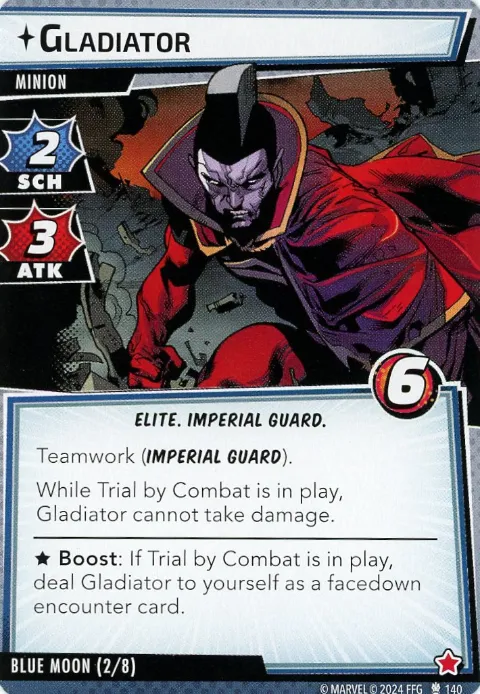 GLADIATOR
MINION
2
SCH
3
ATK
6
ELITE. IMPERIAL GUARD.
Teamwork (IMPERIAL GUARD).
While Trial by Combat is in play,
Gladiator cannot take damage.
★ Boost: If Trial by Combat is in play,
deal Gladiator to yourself as a facedown
encounter card.
BLUE MOON (2/8)
© MARVEL © 2024 FFG 140